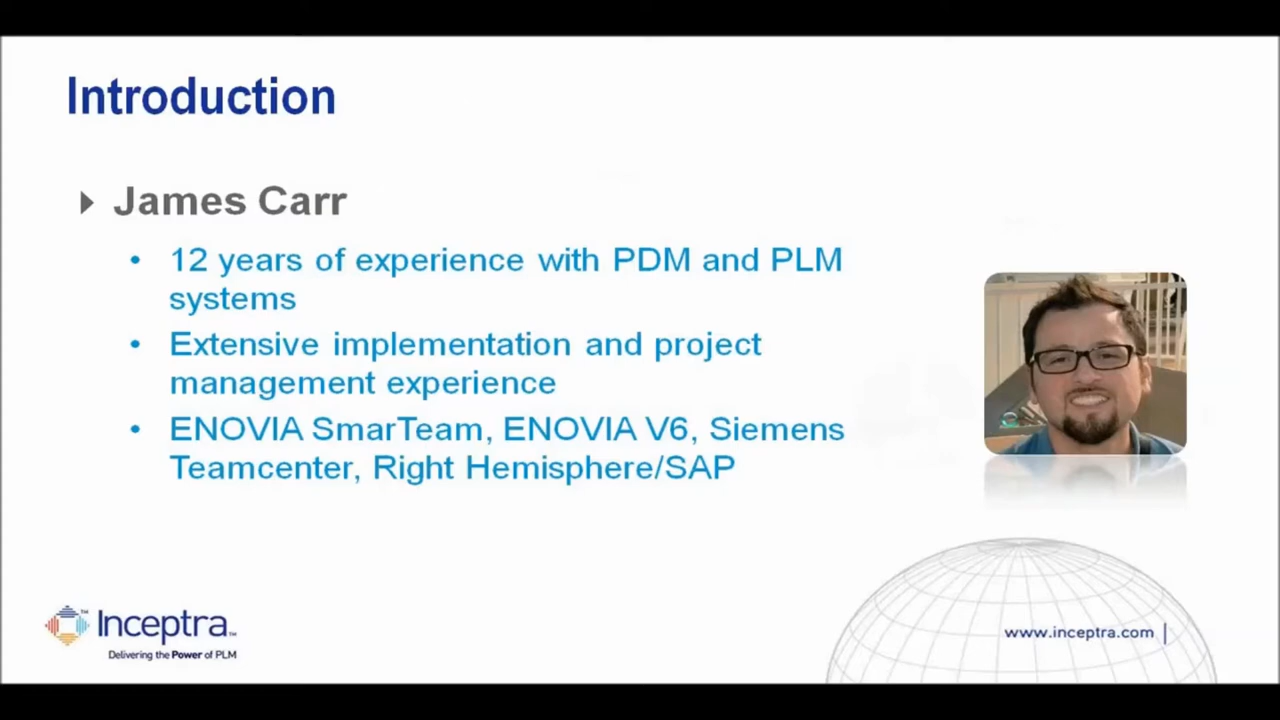 Introduction
James Carr
• 12 years of experience with PDM and PLM
systems
• Extensive implementation and project
management experience
• ENOVIA SmarTeam, ENOVIA V6, Siemens
Teamcenter, Right Hemisphere/SAP
Inceptra™
Delivering the Power of PLM
www.inceptra.com |